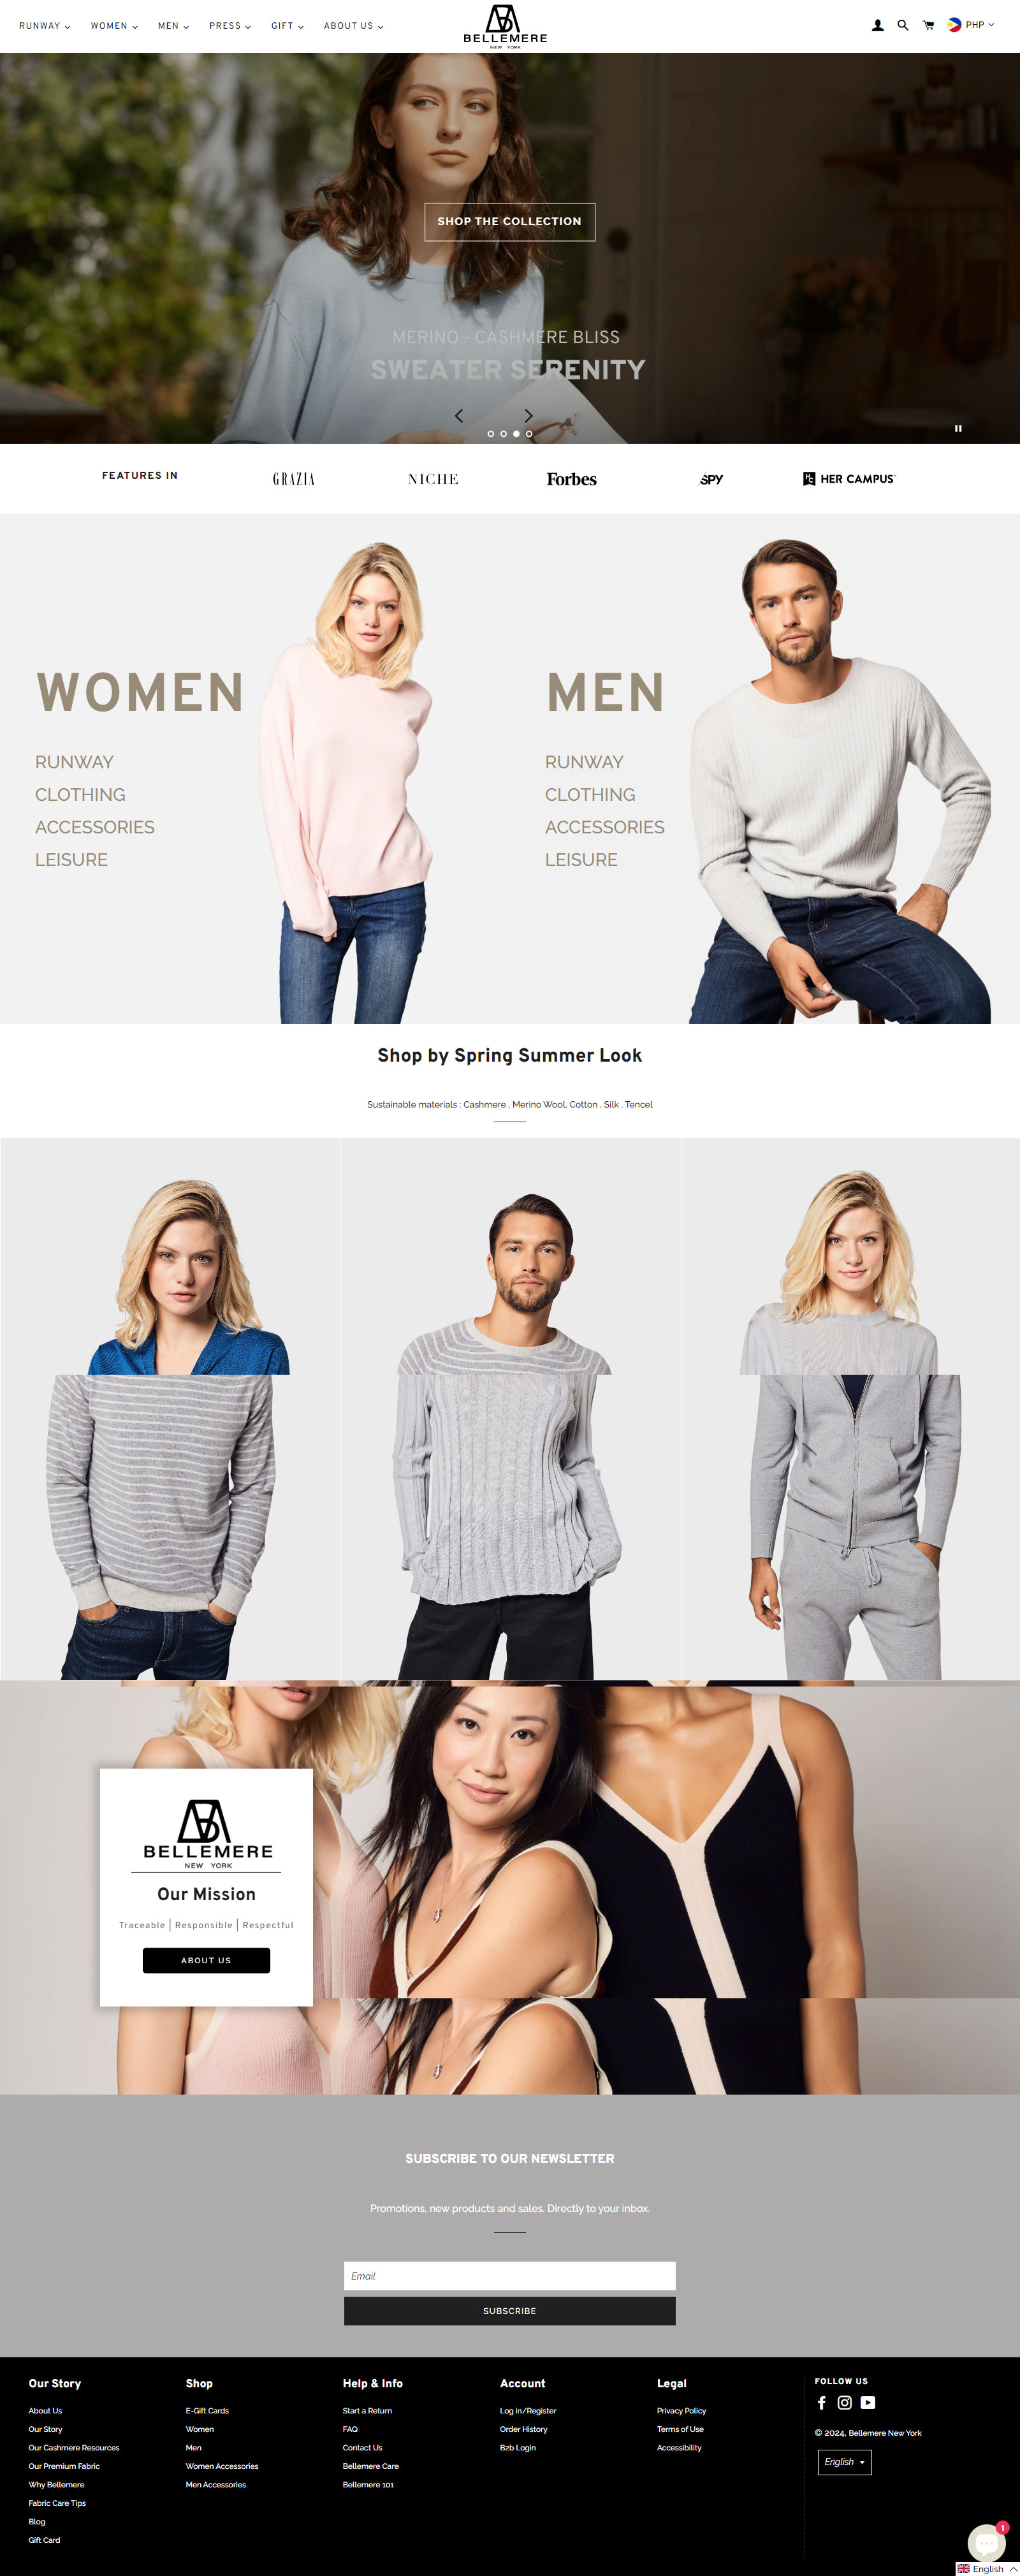 RUNWAY
WOMEN
MEN
PRESS
GIFT
ABOUT US
BELLEMERE
NEW YORK
PHP
SHOP THE COLLECTION
MERINO - CASHMERE BLISS
SWEATER SERENITY
FEATURES IN
GRAZIA
NICHE
Forbes
SPY
HC HER CAMPUS
WOMEN
RUNWAY
CLOTHING
ACCESSORIES
LEISURE
MEN
RUNWAY
CLOTHING
ACCESSORIES
LEISURE
Shop by Spring Summer Look
Sustainable materials : Cashmere , Merino Wool, Cotton , Silk , Tencel
BELLEMERE
NEW YORK
Our Mission
Traceable | Responsible | Respectful
ABOUT US
SUBSCRIBE TO OUR NEWSLETTER
Promotions, new products and sales. Directly to your inbox.
Email
SUBSCRIBE
Our Story
About Us
Our Story
Our Cashmere Resources
Our Premium Fabric
Why Bellemere
Fabric Care Tips
Blog
Gift Card
Shop
E-Gift Cards
Women
Men
Women Accessories
Men Accessories
Help & Info
Start a Return
FAQ
Contact Us
Bellemere Care
Bellemere 101
Account
Log in/Register
Order History
B2b Login
Legal
Privacy Policy
Terms of Use
Accessibility
FOLLOW US
© 2024, Bellemere New York
English
1
English